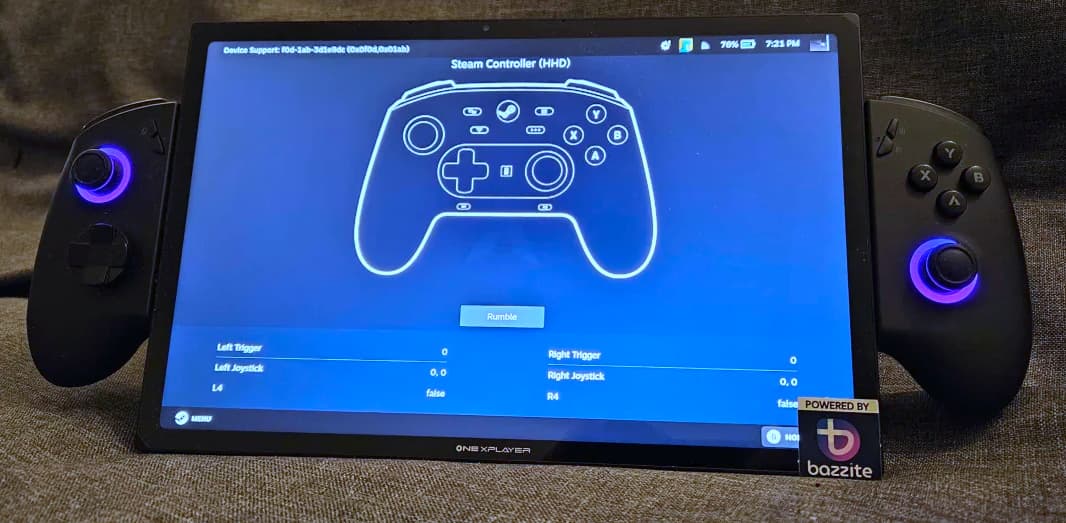 Device Support: f0d-1ab-3d1e9dc (0x0f0d,0x01ab)
76%
7:21 PM
Steam Controller (HHD)
Y
X
B
A
Y
X
B
A
Rumble
Left Trigger
0
Right Trigger
0
Left Joystick
0, 0
Right Joystick
0, 0
L4
false
R4
false
MENU
ONEXPLAYER
POWERED BY
bazzite